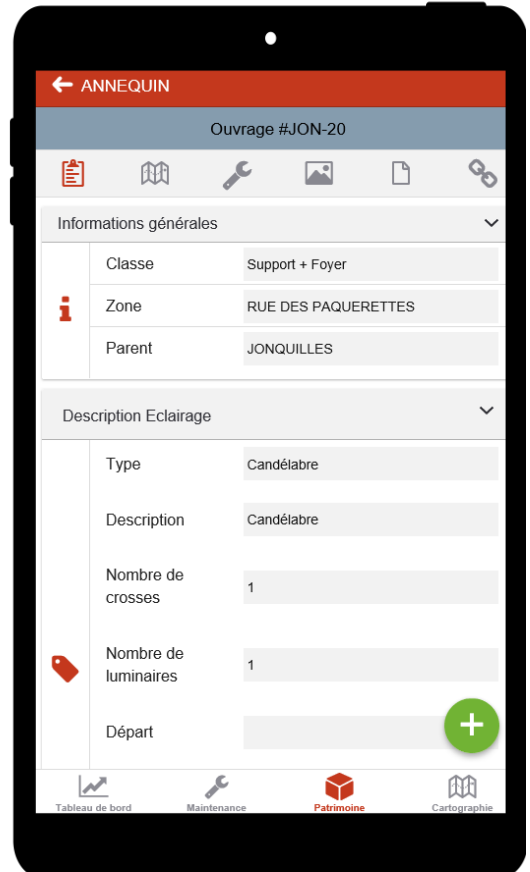 ANNEQUIN
Ouvrage #JON-20
Informations générales
Classe Support + Foyer
Zone RUE DES PAQUERETTES
Parent JONQUILLES
Description Eclairage
Type Candélabre
Description Candélabre
Nombre de
crosses 1
Nombre de
luminaires 1
Départ
Tableau de bord Maintenance Patrimoine Cartographie